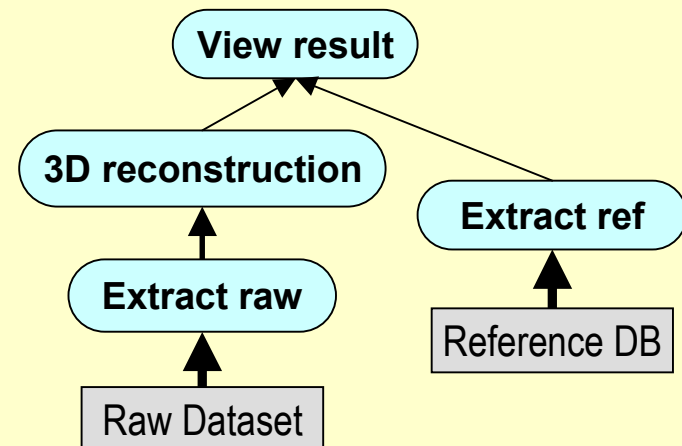 View result
3D reconstruction
Extract ref
Extract raw
Reference DB
Raw Dataset